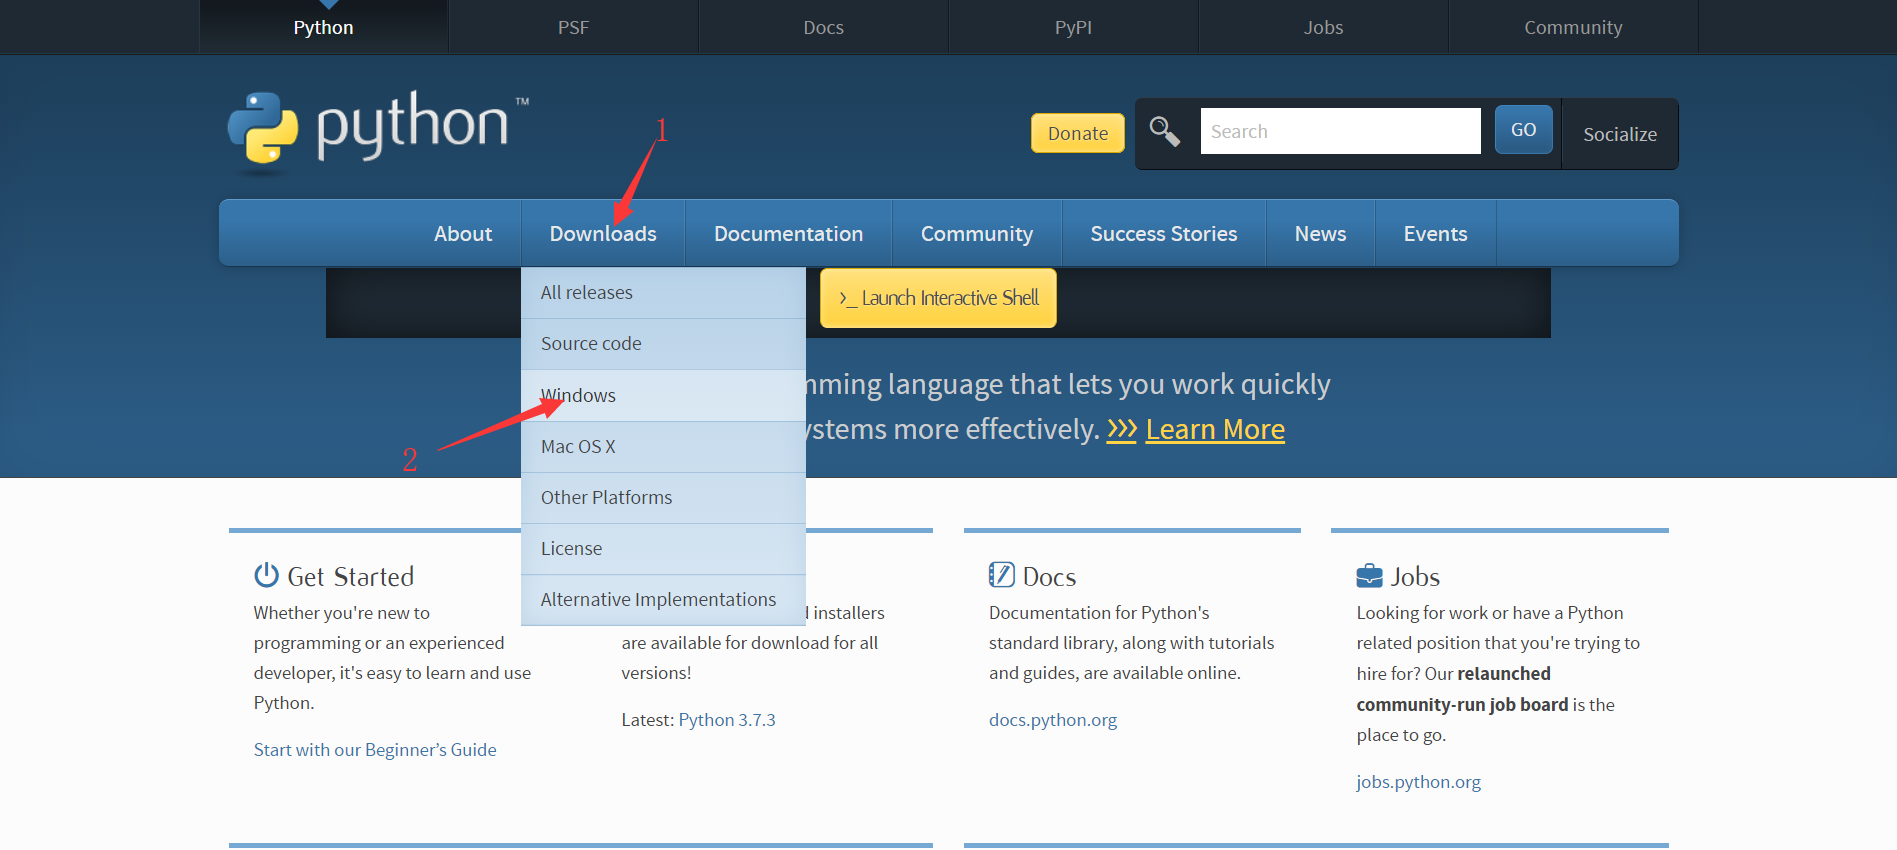 Python
PSF
Docs
PyPI
Jobs
Community
python™
1
Donate
Search
GO
Socialize
About
Downloads
Documentation
Community
Success Stories
News
Events
All releases
Source code
Windows
Mac OS X
Other Platforms
License
Alternative Implementations
2
>_ Launch Interactive Shell
mming language that lets you work quickly
ystems more effectively. >>> Learn More
Get Started
Whether you're new to
programming or an experienced
developer, it's easy to learn and use
Python.
Start with our Beginner’s Guide
installers
are available for download for all
versions!
Latest: Python 3.7.3
Docs
Documentation for Python's
standard library, along with tutorials
and guides, are available online.
docs.python.org
Jobs
Looking for work or have a Python
related position that you're trying to
hire for? Our relaunched
community-run job board is the
place to go.
jobs.python.org